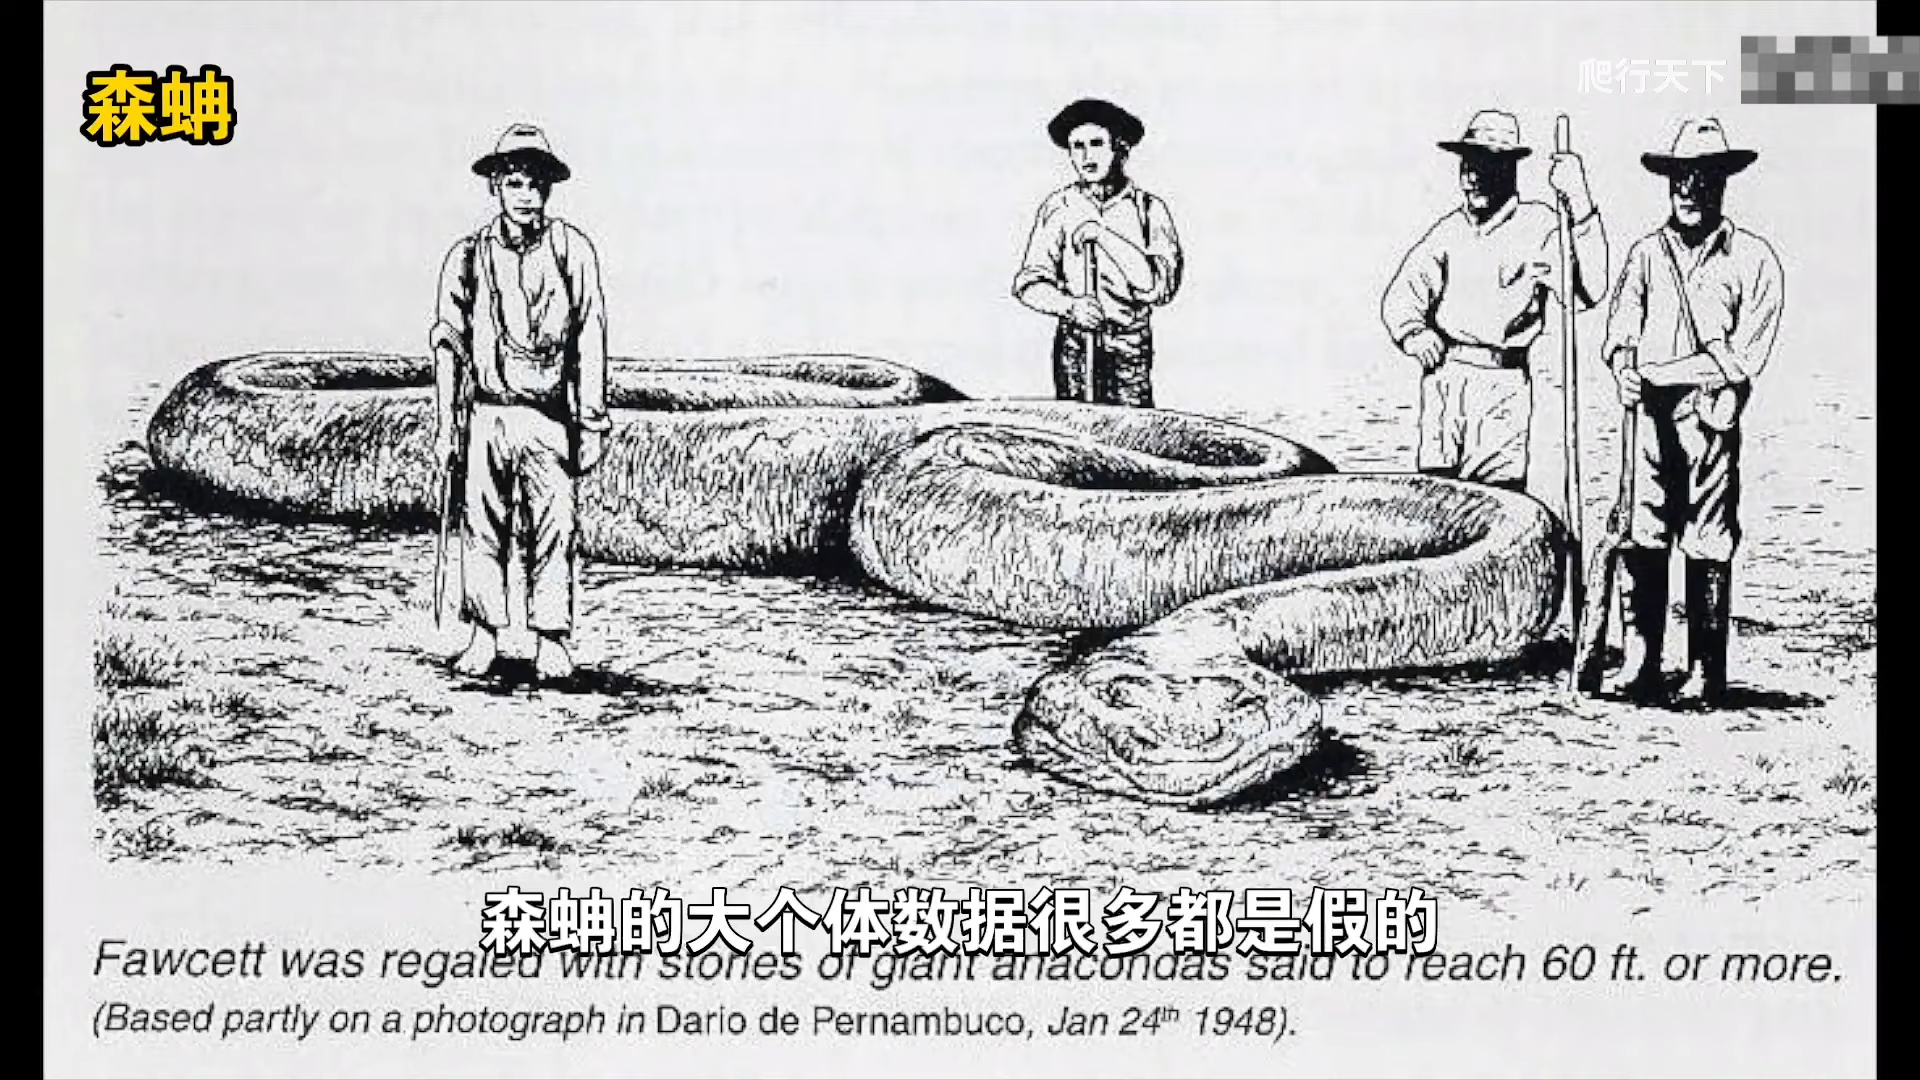 森蚺
爬行天下
森蚺的大个体数据很多都是假的
Fawcett was regaled with stories of giant anacondas said to reach 60 ft. or more.
(Based partly on a photograph in Dario de Pernambuco, Jan 24th 1948).